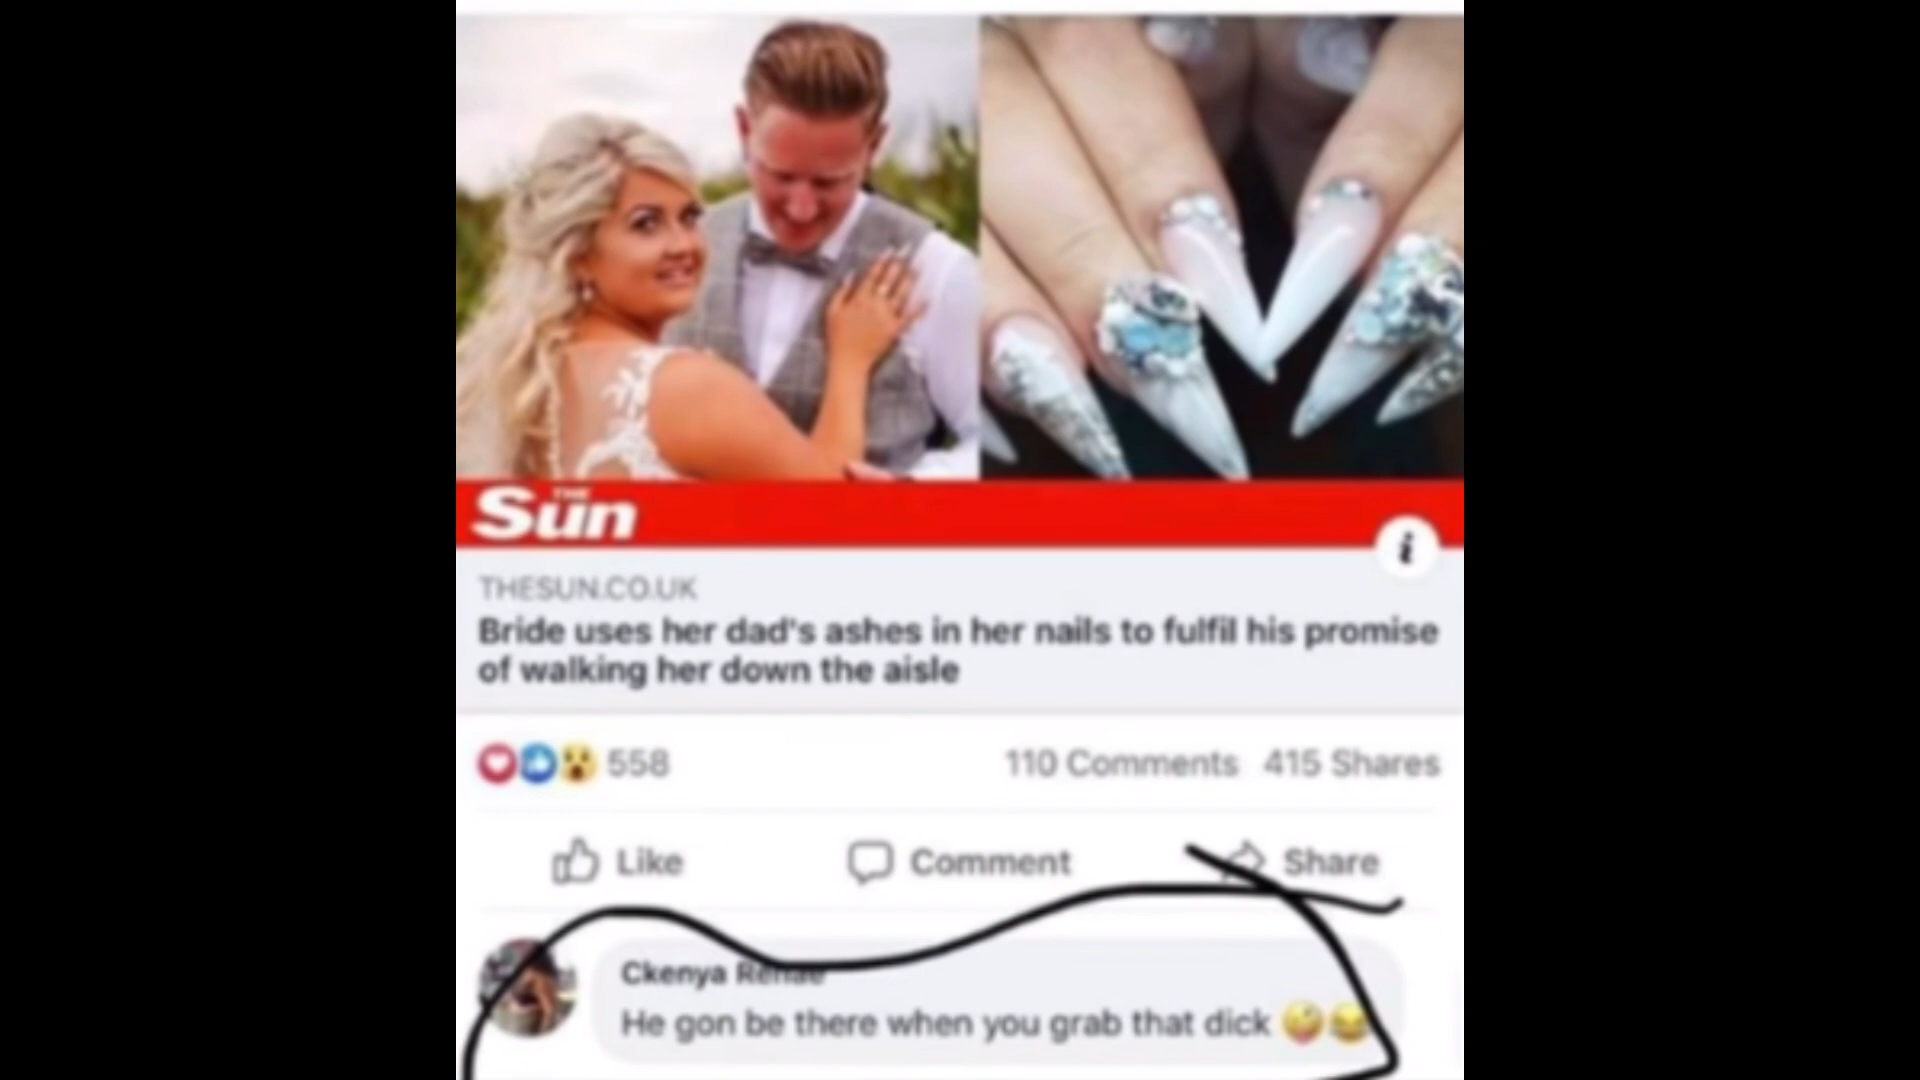 THE
Sun
i
THESUN.CO.UK
Bride uses her dad's ashes in her nails to fulfil his promise
of walking her down the aisle
558
110 Comments 415 Shares
Like Comment Share
Ckenya Renae
He gon be there when you grab that dick 🤪😂